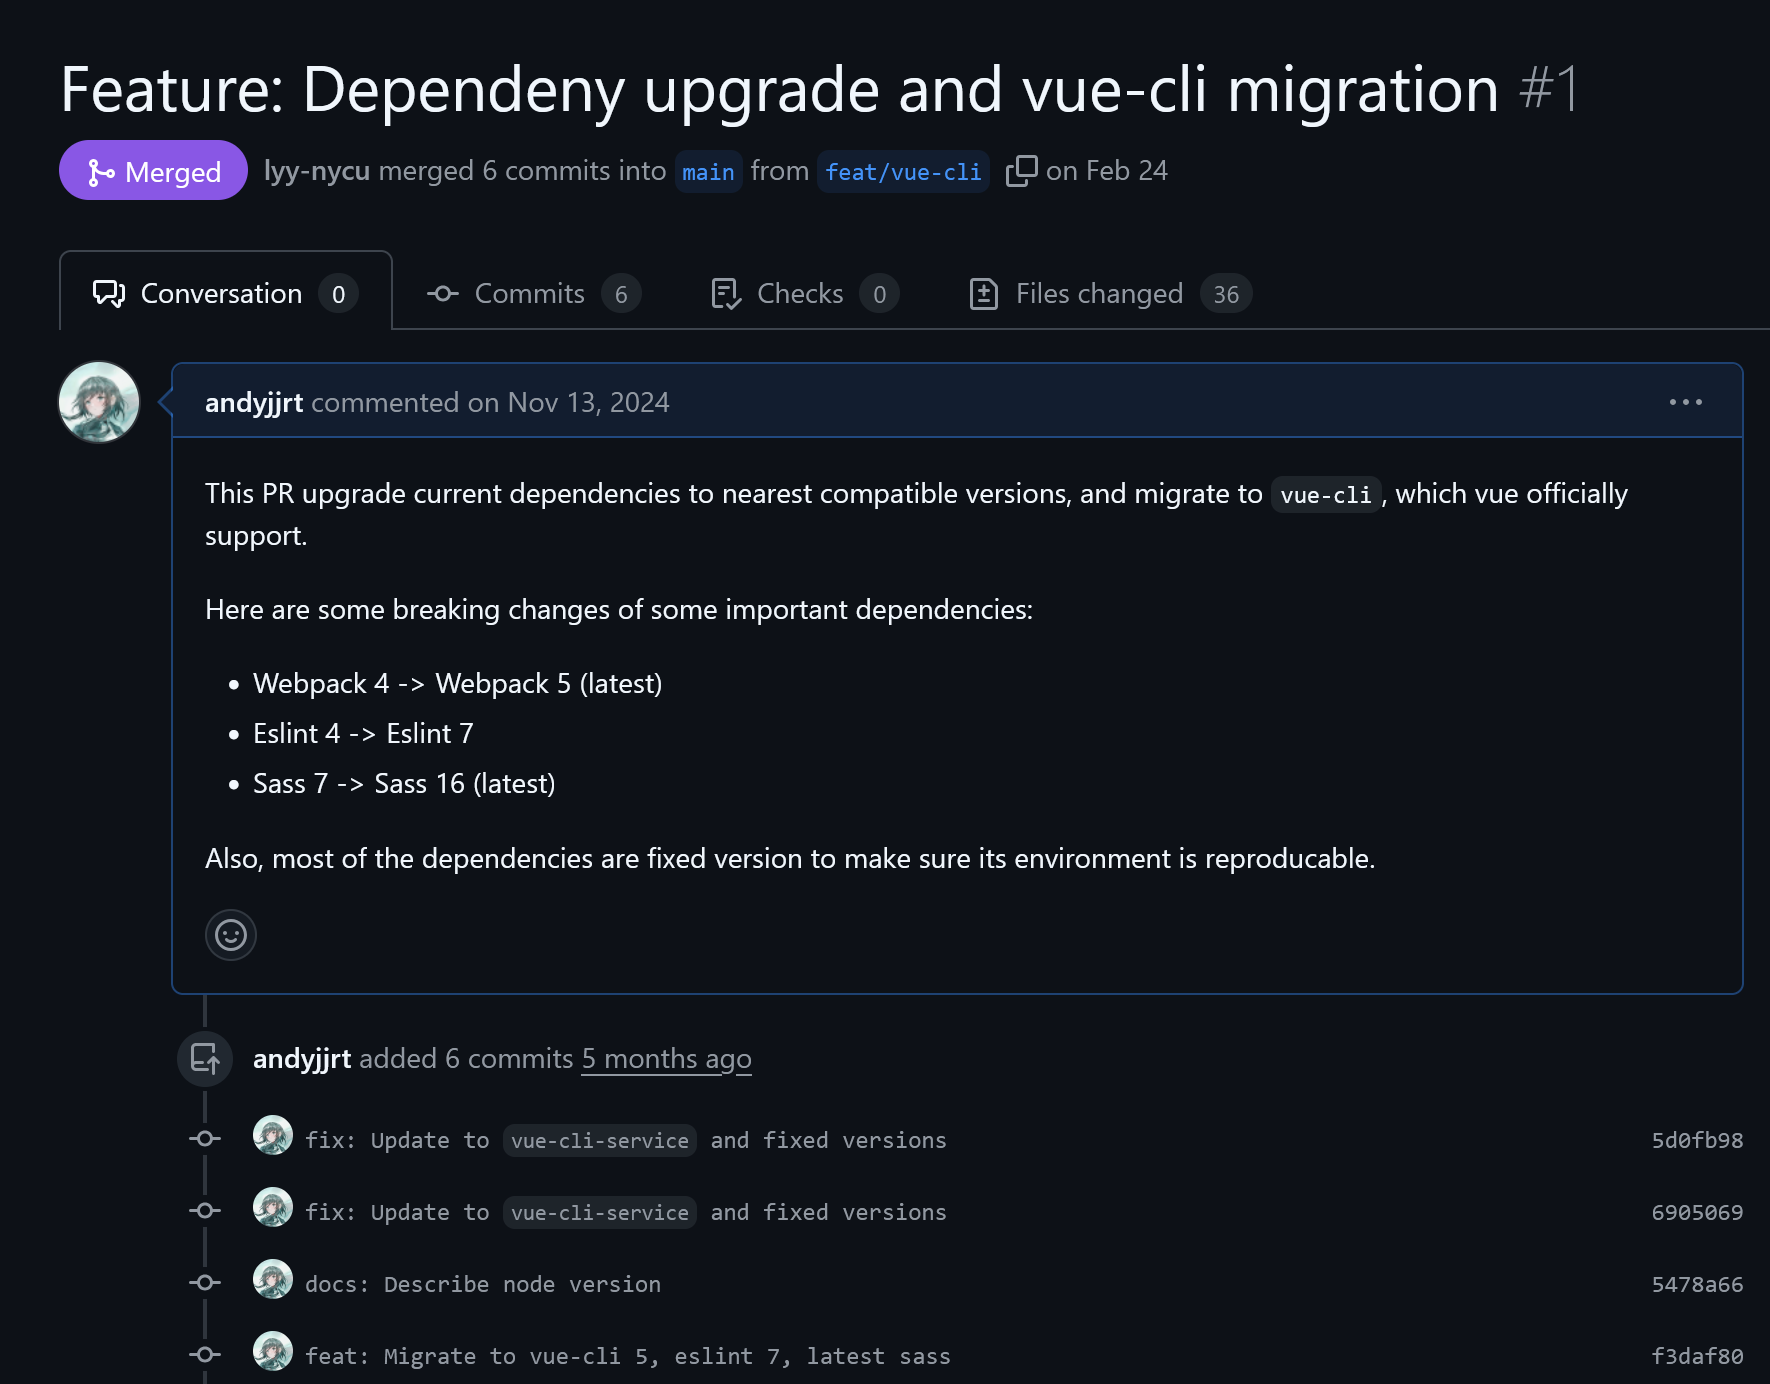 Feature: Dependeny upgrade and vue-cli migration #1
Merged lyy-nycu merged 6 commits into main from feat/vue-cli on Feb 24
Conversation 0 Commits 6 Checks 0 Files changed 36
andyjjrt commented on Nov 13, 2024
This PR upgrade current dependencies to nearest compatible versions, and migrate to vue-cli, which vue officially
support.
Here are some breaking changes of some important dependencies:
• Webpack 4 -> Webpack 5 (latest)
• Eslint 4 -> Eslint 7
• Sass 7 -> Sass 16 (latest)
Also, most of the dependencies are fixed version to make sure its environment is reproducable.
andyjjrt added 6 commits 5 months ago
fix: Update to vue-cli-service and fixed versions 5d0fb98
fix: Update to vue-cli-service and fixed versions 6905069
docs: Describe node version 5478a66
feat: Migrate to vue-cli 5, eslint 7, latest sass f3daf80